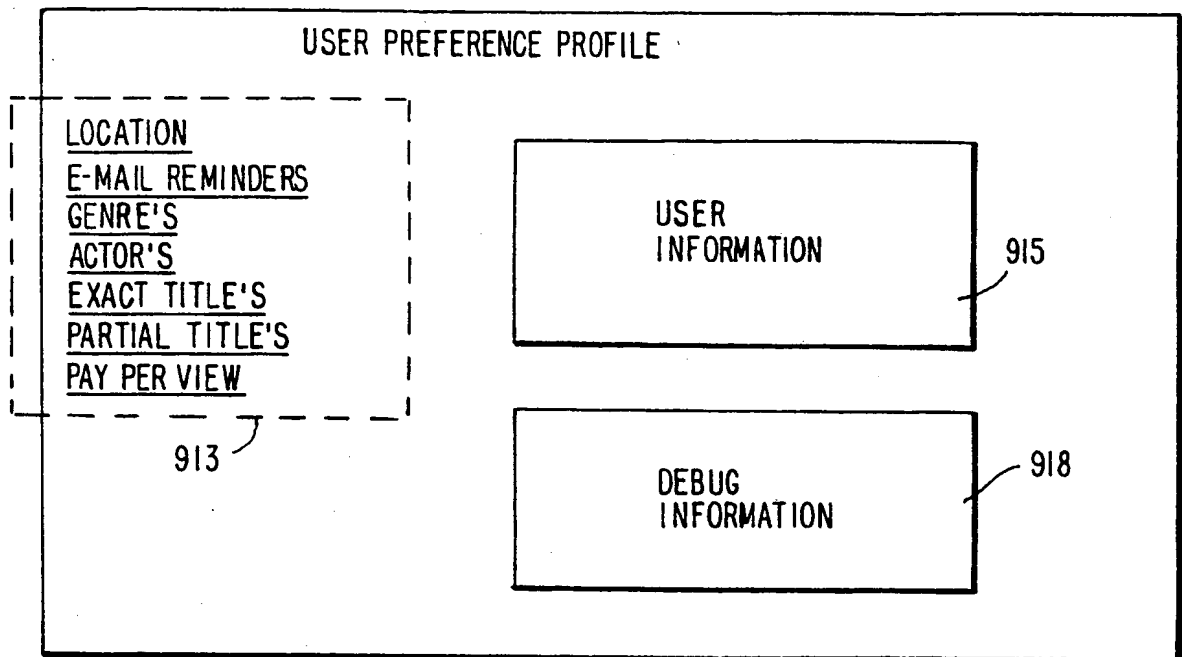 USER PREFERENCE PROFILE
LOCATION
E-MAIL REMINDERS
GENRE'S
ACTOR'S
EXACT TITLE'S
PARTIAL TITLE'S
PAY PER VIEW
913
USER
INFORMATION
915
DEBUG
INFORMATION
918